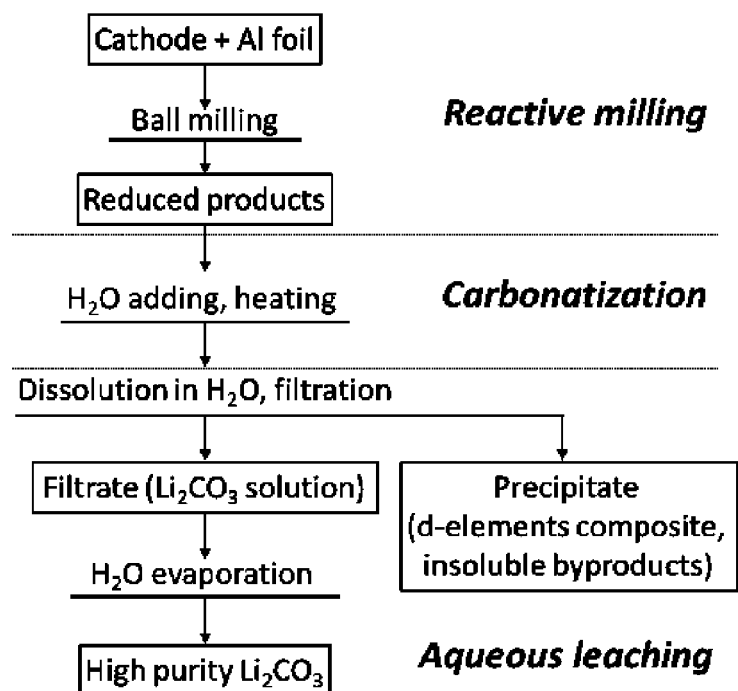 Cathode + Al foil
Ball milling
Reactive milling
Reduced products
H₂O adding, heating
Carbonatization
Dissolution in H₂O, filtration
Filtrate (Li₂CO₃ solution)
Precipitate
(d-elements composite,
insoluble byproducts)
H₂O evaporation
High purity Li₂CO₃
Aqueous leaching